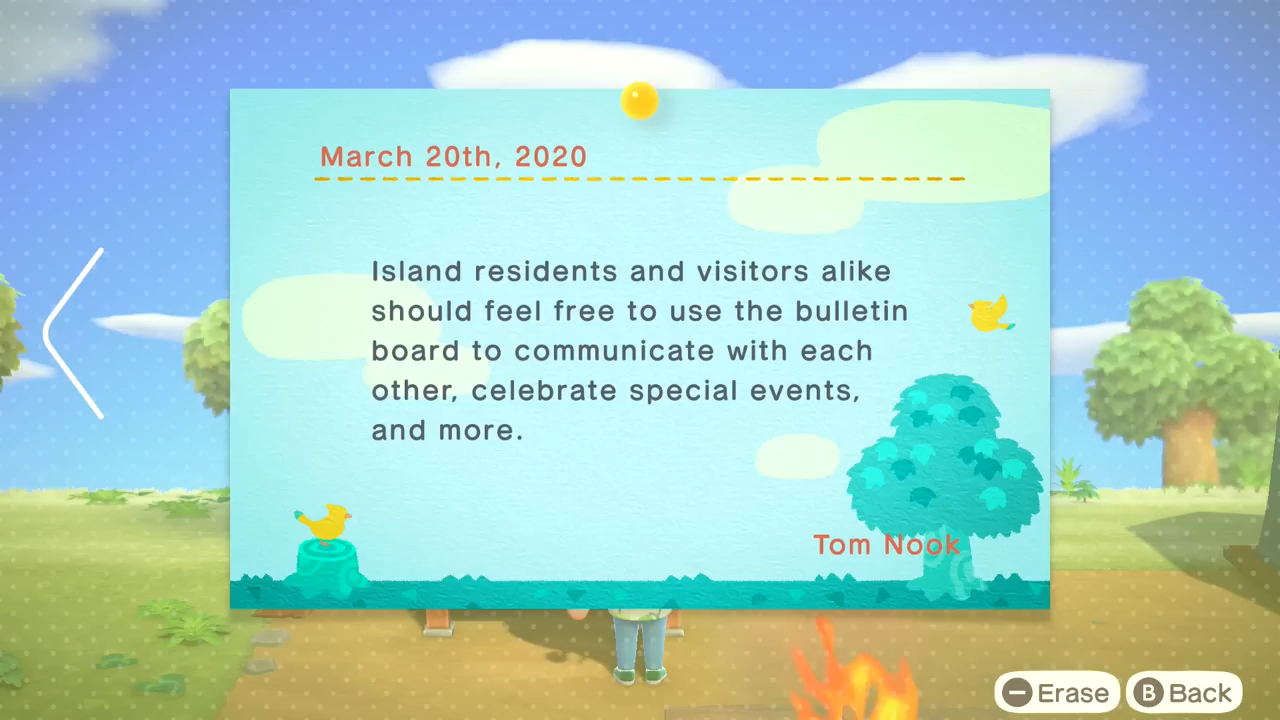 March 20th, 2020
Island residents and visitors alike
should feel free to use the bulletin
board to communicate with each
other, celebrate special events,
and more.
Tom Nook
Erase
B Back